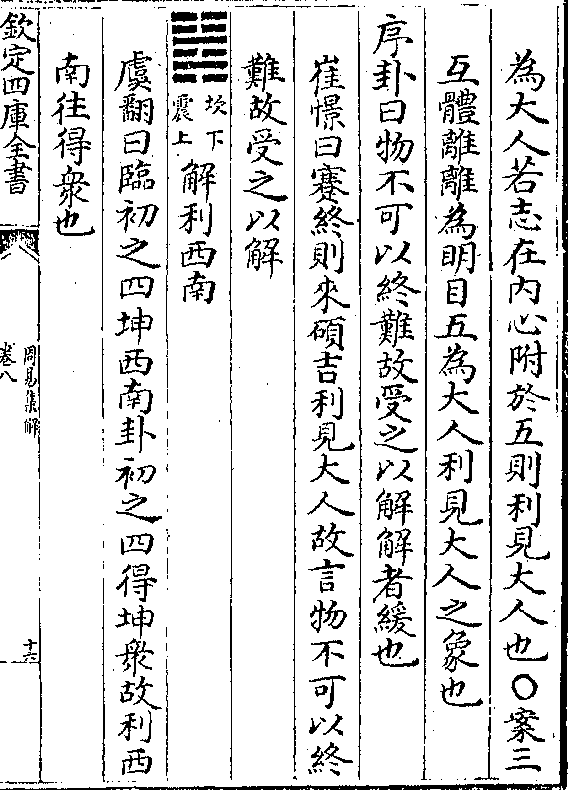 為大人若志在内心附於五則利見大人也○案三
互體離離為明目五為大人利見大人之象也
序卦曰物不可以終難故受之以解解者緩也
崔憬曰蹇終則來碩吉利見大人故言物不可以終
難故受之以解
坎下
震上
解利西南
虞翻曰臨初之四坤西南卦初之四得坤衆故利西
南往得衆也
欽定四庫全書
周易集解
卷八
十六